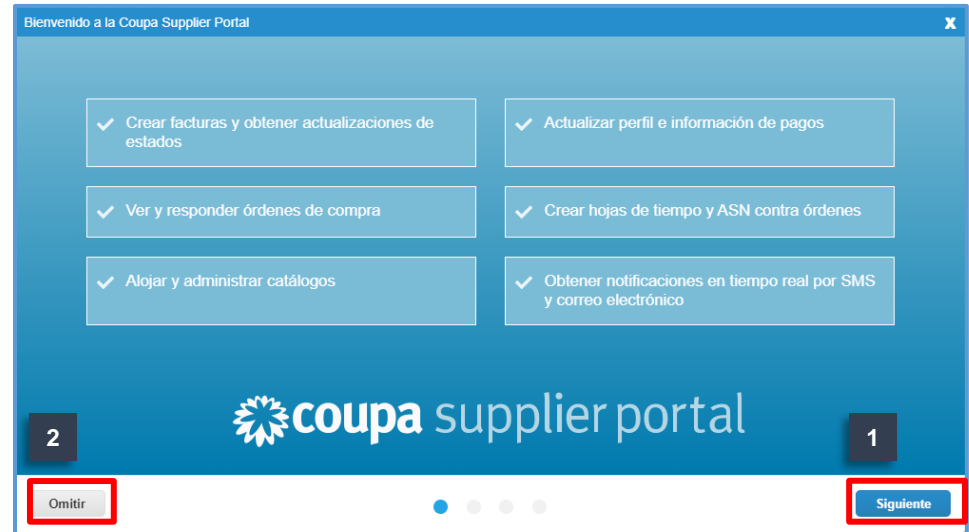 Bienvenido a la Coupa Supplier Portal
X
Crear facturas y obtener actualizaciones de
estados
Actualizar perfil e información de pagos
Ver y responder órdenes de compra
Crear hojas de tiempo y ASN contra órdenes
Alojar y administrar catálogos
Obtener notificaciones en tiempo real por SMS
y correo electrónico
coupa supplier portal
2
1
Omitir
Siguiente